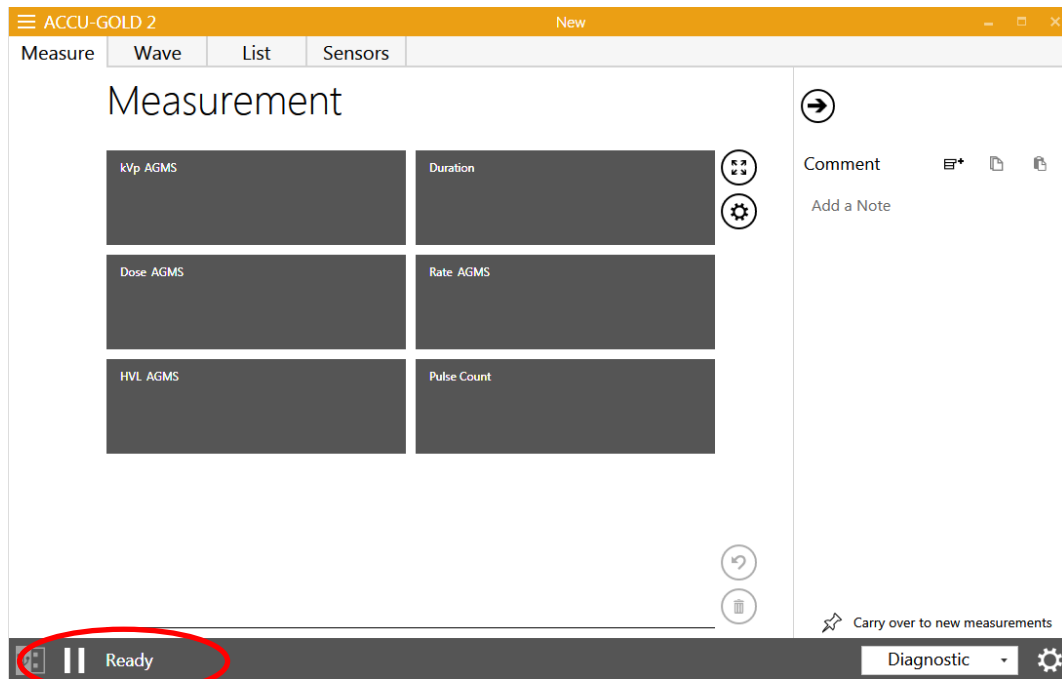 ACCU-GOLD 2
New
Measure Wave List Sensors
Measurement
kVp AGMS
Duration
Dose AGMS
Rate AGMS
HVL AGMS
Pulse Count
Comment
Add a Note
Carry over to new measurements
Ready
Diagnostic